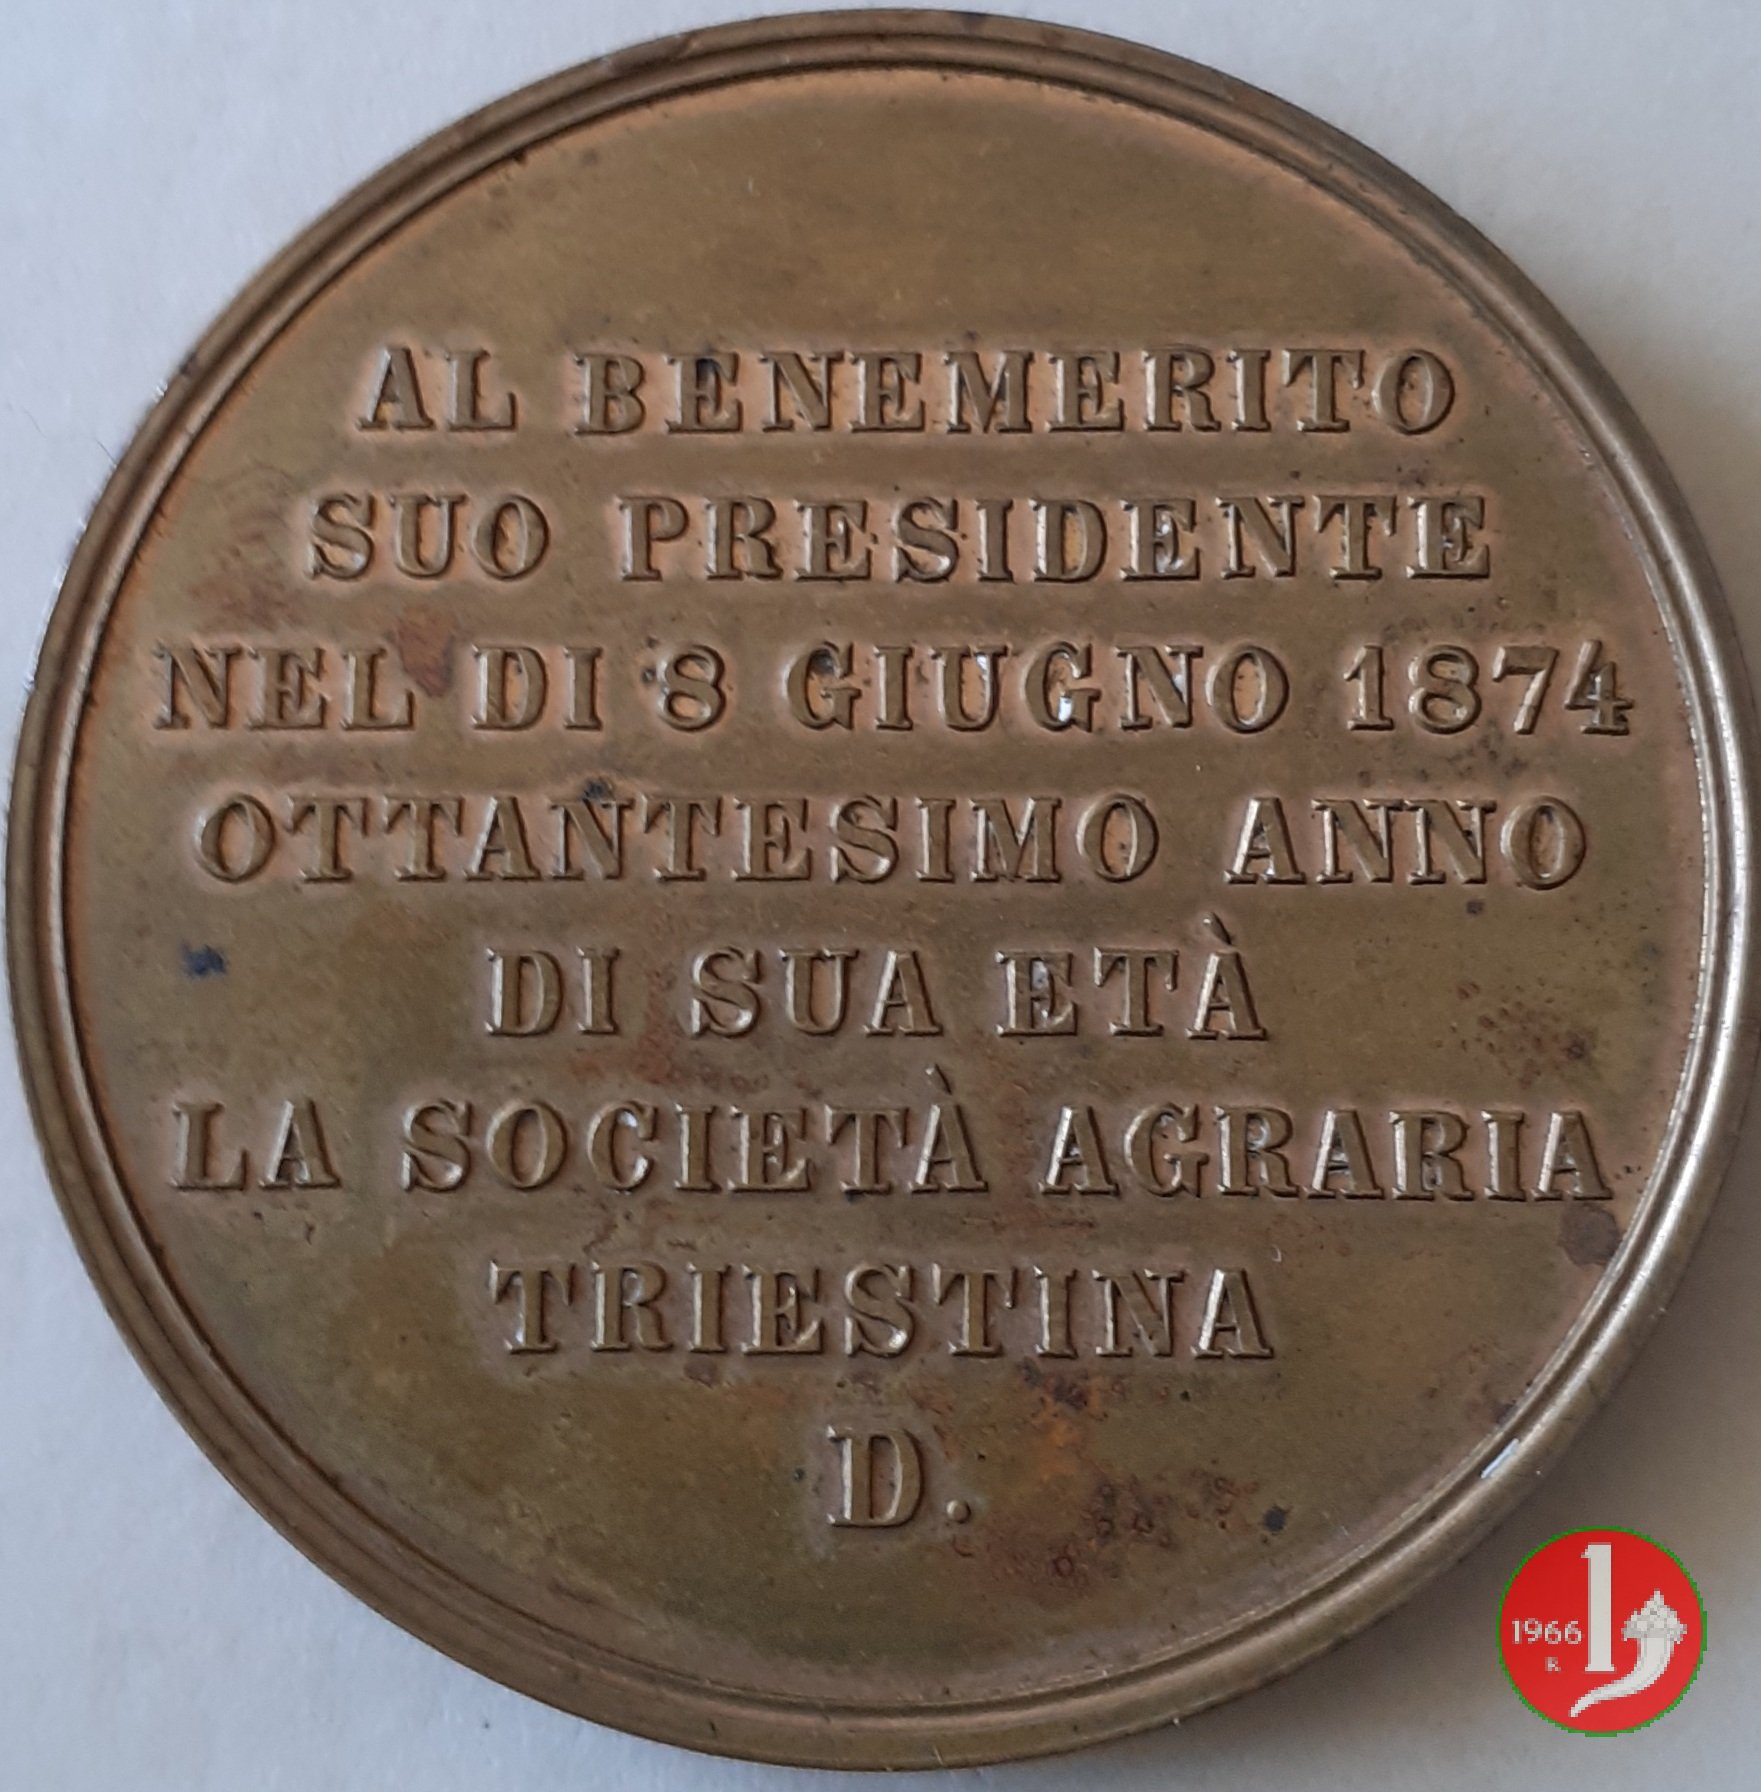 AL BENEMERITO
SUO PRESIDENTE
NEL DI 8 GIUGNO 1874
OTTANTESIMO ANNO
DI SUA ETÀ
LA SOCIETÀ AGRARIA
TRIESTINA
D.
1966
R
1